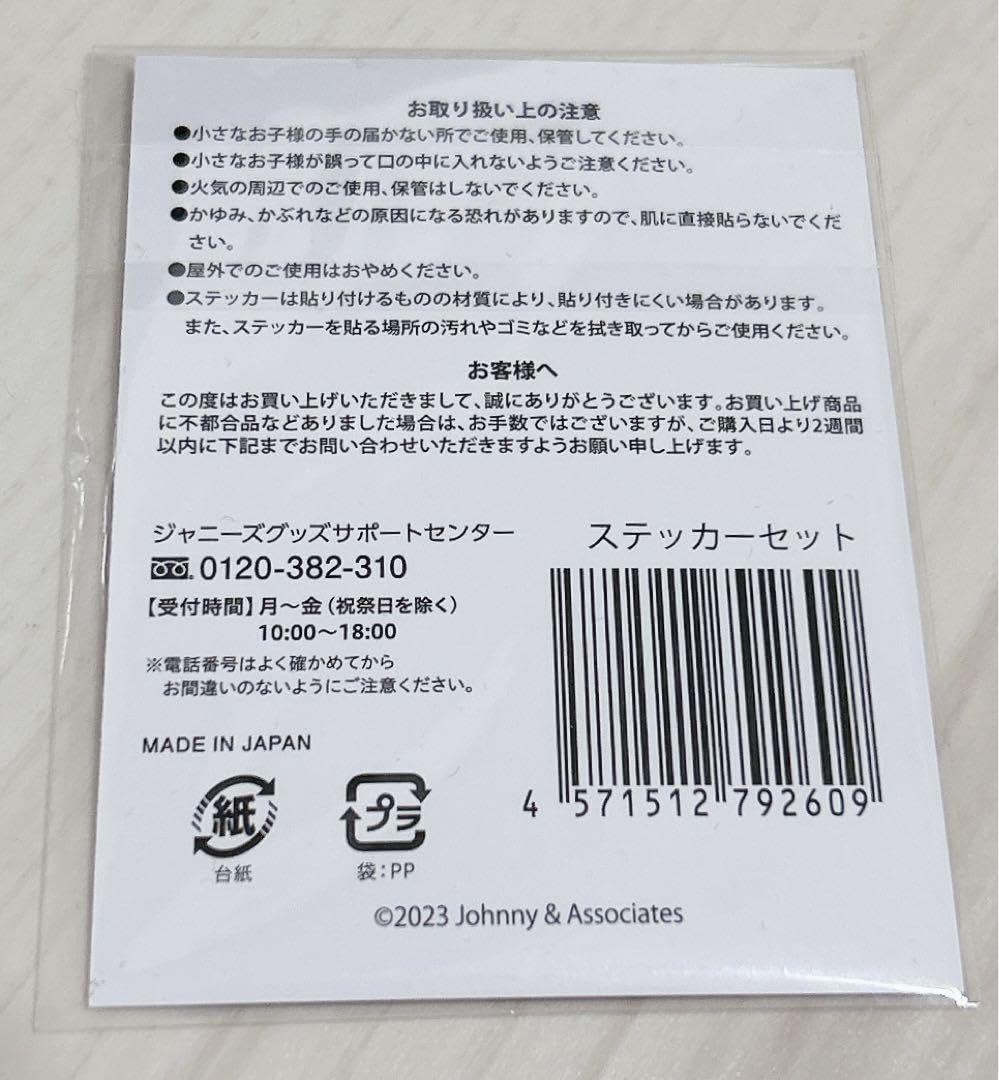 お取り扱い上の注意
●小さなお子様の手の届かない所でご使用、保管してください。
●小さなお子様が誤って口の中に入れないようご注意ください。
●火気の周辺でのご使用、保管はしないでください。
●かゆみ、かぶれなどの原因になる恐れがありますので、肌に直接貼らないでくだ
さい。
●屋外でのご使用はおやめください。
●ステッカーは貼り付けるものの材質により、貼り付きにくい場合があります。
また、ステッカーを貼る場所の汚れやゴミなどを拭き取ってからご使用ください。
お客様へ
この度はお買い上げいただきまして、誠にありがとうございます。お買い上げ商品
に不都合品などありました場合は、お手数ではございますが、ご購入日より2週間
以内に下記までお問い合わせいただきますようお願い申し上げます。
ジャニーズグッズサポートセンター
0120-382-310
【受付時間】月～金（祝祭日を除く）
10:00～18:00
※電話番号はよく確かめてから
お間違いのないようにご注意ください。
ステッカーセット
4 571512 792609
MADE IN JAPAN
紙
台紙
プラ
袋：PP
©2023 Johnny & Associates